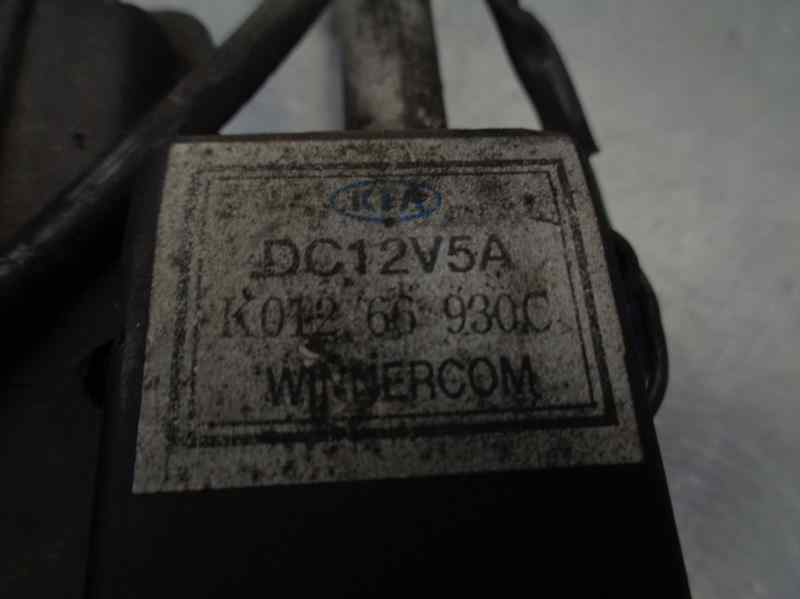 KIA
DC12V5A
K012 66 930C
WINNERCOM